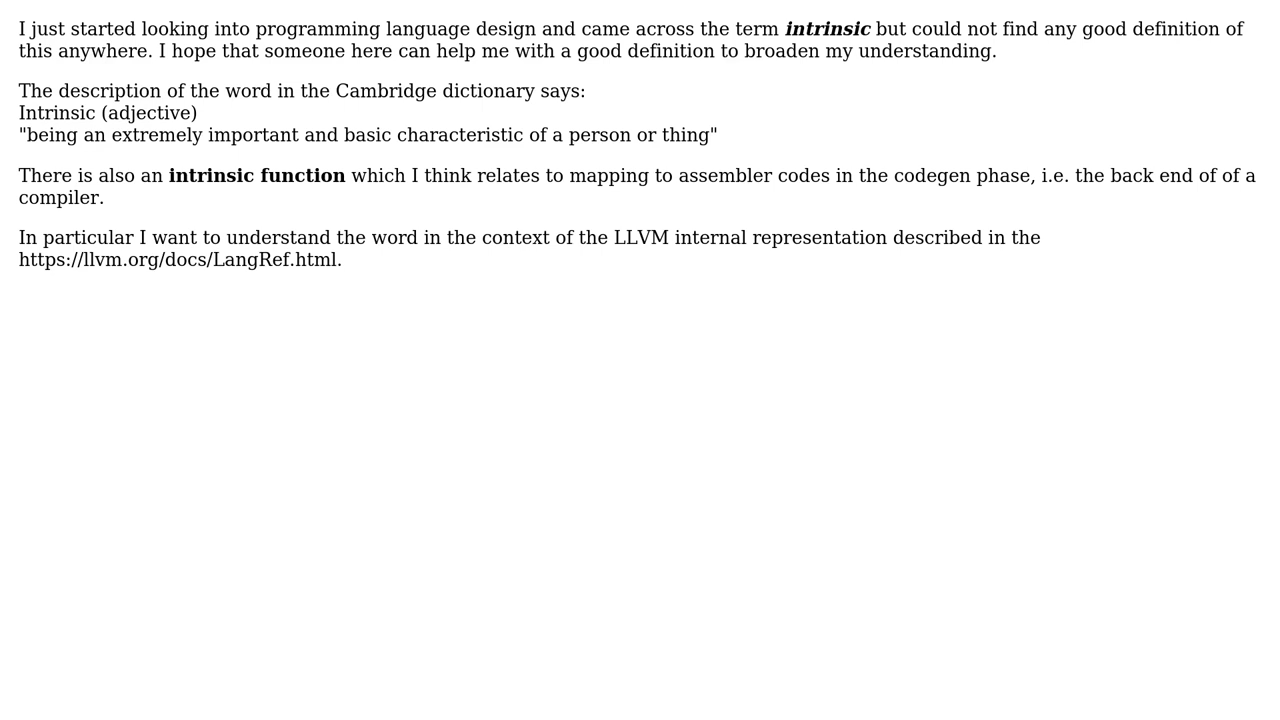 I just started looking into programming language design and came across the term intrinsic but could not find any good definition of
this anywhere. I hope that someone here can help me with a good definition to broaden my understanding.
The description of the word in the Cambridge dictionary says:
Intrinsic (adjective)
"being an extremely important and basic characteristic of a person or thing"
There is also an intrinsic function which I think relates to mapping to assembler codes in the codegen phase, i.e. the back end of of a
compiler.
In particular I want to understand the word in the context of the LLVM internal representation described in the
https://llvm.org/docs/LangRef.html.